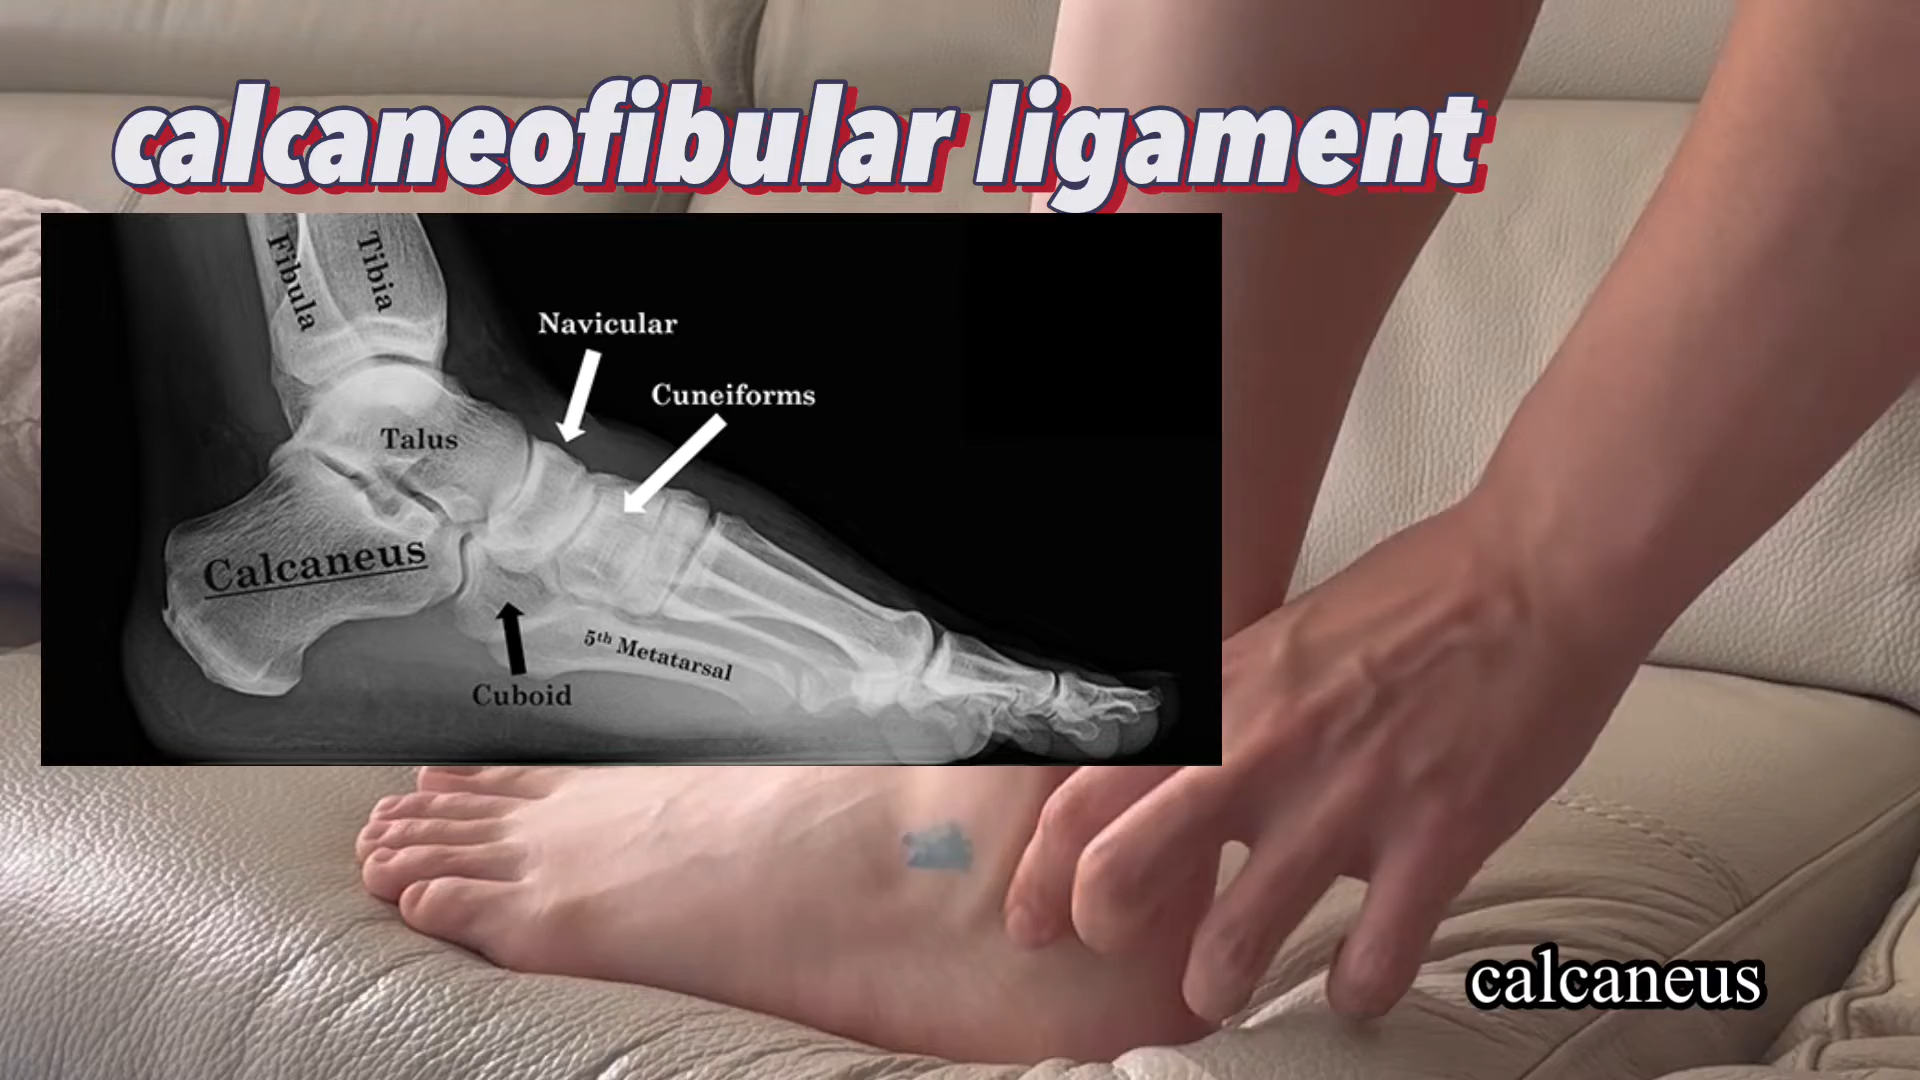 calcaneofibular ligament
Fibula
Tibia
Navicular
Cuneiforms
Talus
Calcaneus
5th Metatarsal
Cuboid
calcaneus